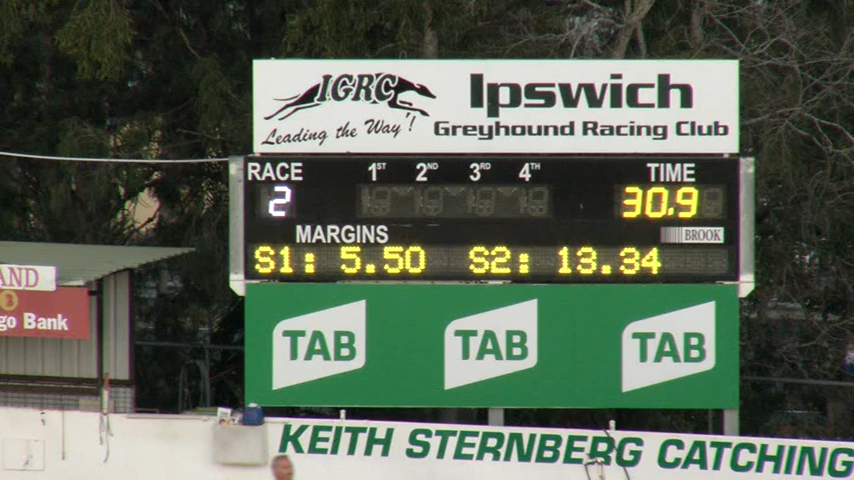 IGRC
Leading the Way!
Ipswich
Greyhound Racing Club
RACE 1ST 2ND 3RD 4TH TIME
2 30.9
MARGINS BROOK
S1: 5.50 S2: 13.34
TAB TAB TAB
AND
go Bank
KEITH STERNBERG CATCHING